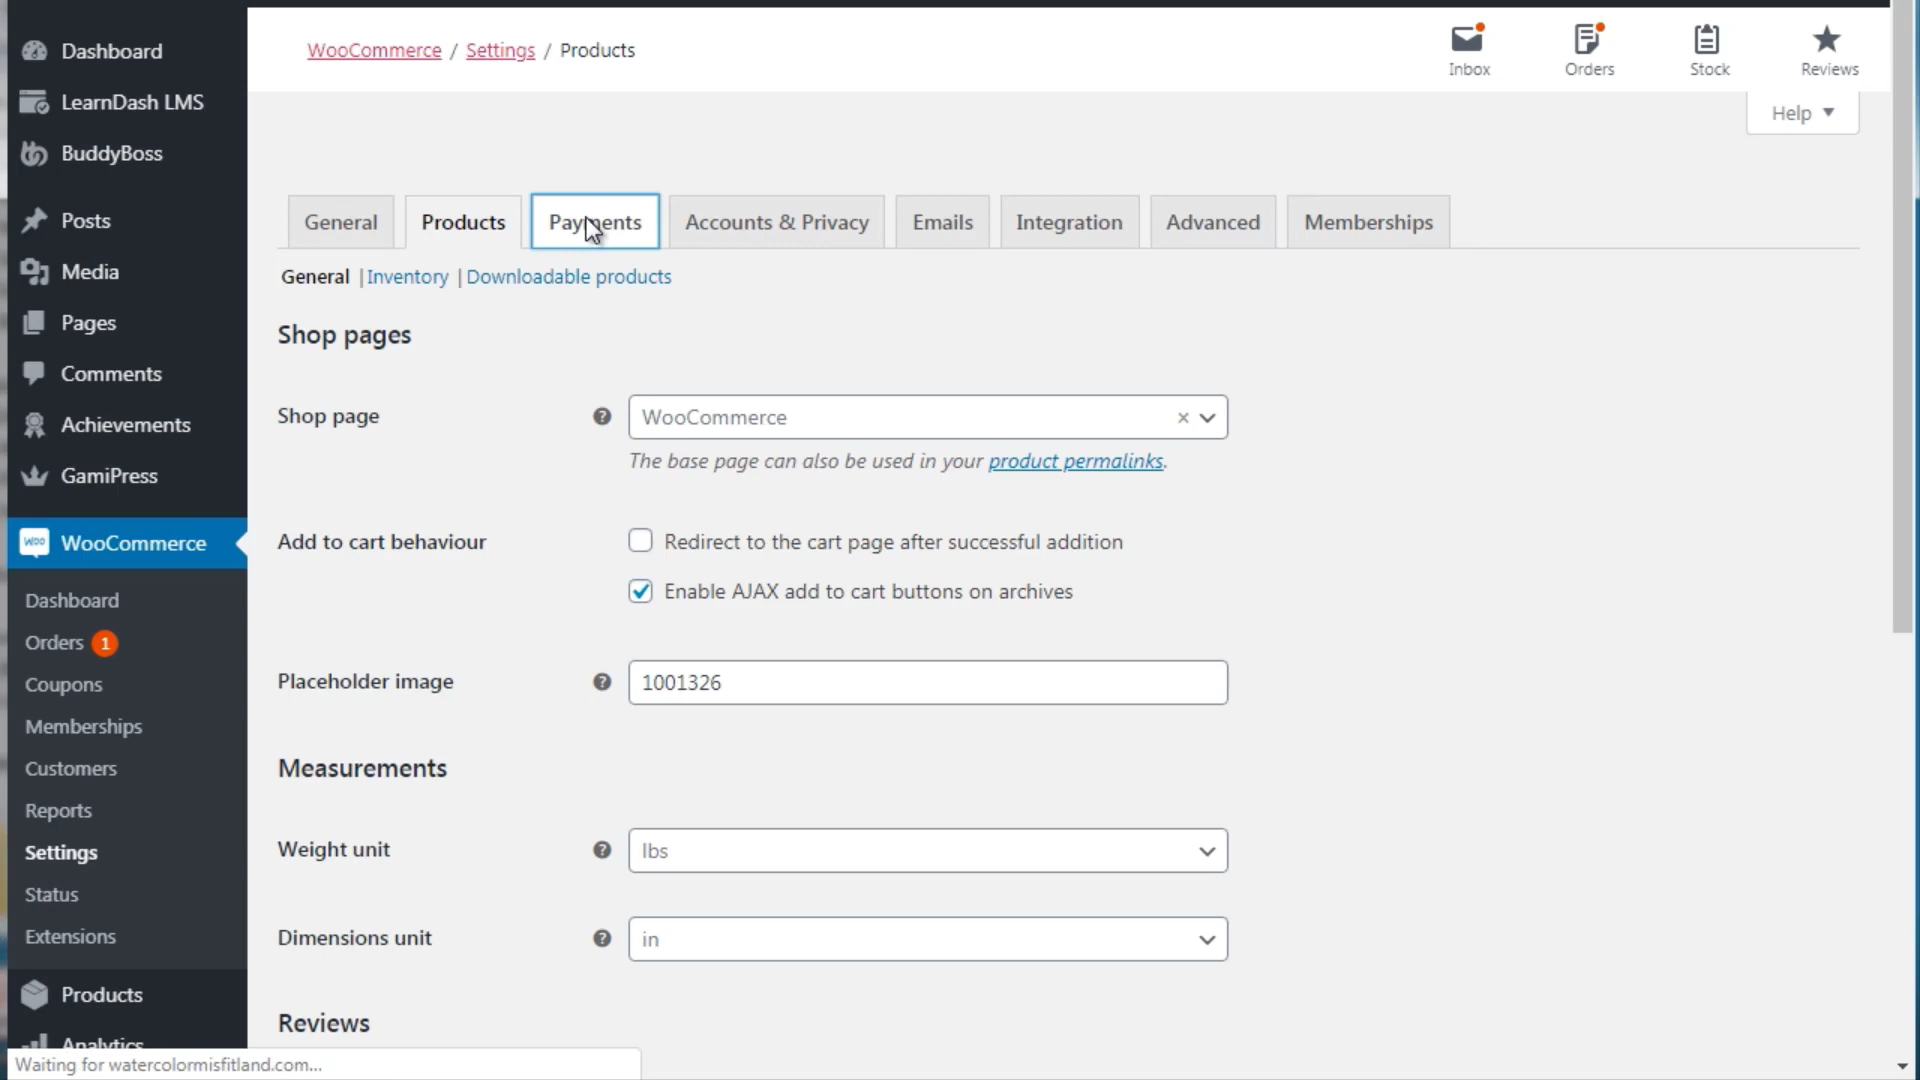 Dashboard
LearnDash LMS
BuddyBoss
Posts
Media
Pages
Comments
Achievements
GamiPress
WooCommerce
Dashboard
Orders 1
Coupons
Memberships
Customers
Reports
Settings
Status
Extensions
Products
Analytics
WooCommerce / Settings / Products
Inbox
Orders
Stock
Reviews
Help
General
Products
Payments
Accounts & Privacy
Emails
Integration
Advanced
Memberships
General | Inventory | Downloadable products
Shop pages
Shop page
WooCommerce
The base page can also be used in your product permalinks.
Add to cart behaviour
Redirect to the cart page after successful addition
Enable AJAX add to cart buttons on archives
Placeholder image
1001326
Measurements
Weight unit
lbs
Dimensions unit
in
Reviews
Waiting for watercolormisfitland.com...